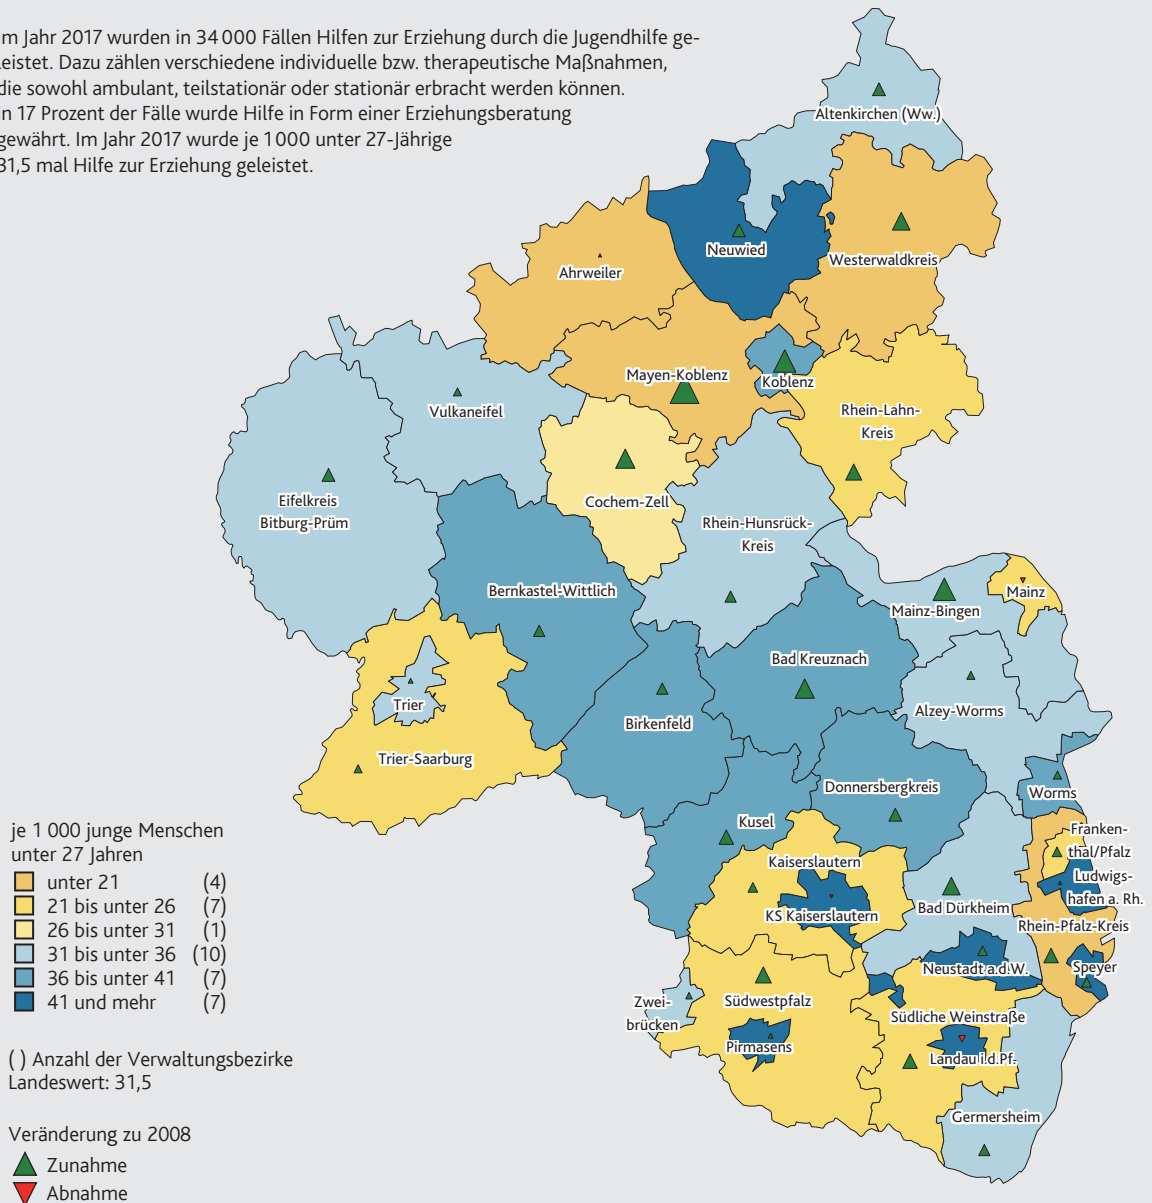 m Jahr 2017 wurden in 34 000 Fällen Hilfen zur Erziehung durch die Jugendhilfe ge-
leistet. Dazu zählen verschiedene individuelle bzw. therapeutische Maßnahmen,
die sowohl ambulant, teilstationär oder stationär erbracht werden können.
n 17 Prozent der Fälle wurde Hilfe in Form einer Erziehungsberatung
gewährt. Im Jahr 2017 wurde je 1 000 unter 27-Jährige
31,5 mal Hilfe zur Erziehung geleistet.
Altenkirchen (Ww.)
Neuwied
Westerwaldkreis
Ahrweiler
Mayen-Koblenz
Koblenz
Vulkaneifel
Rhein-Lahn-
Kreis
Eifelkreis
Bitburg-Prüm
Cochem-Zell
Rhein-Hunsrück-
Kreis
Bernkastel-Wittlich
Mainz-Bingen
Mainz
Bad Kreuznach
Trier
Birkenfeld
Alzey-Worms
Trier-Saarburg
Donnersbergkreis
Worms
Kusel
Franken-
thal/Pfalz
Kaiserslautern
Ludwigs-
hafen a. Rh.
KS Kaiserslautern
Bad Dürkheim
Rhein-Pfalz-Kreis
Neustadt a.d.W.
Speyer
Zwei-
brücken
Südwestpfalz
Südliche Weinstraße
Pirmasens
Landau i.d.Pf.
Germersheim
je 1 000 junge Menschen
unter 27 Jahren
unter 21 (4)
21 bis unter 26 (7)
26 bis unter 31 (1)
31 bis unter 36 (10)
36 bis unter 41 (7)
41 und mehr (7)
( ) Anzahl der Verwaltungsbezirke
Landeswert: 31,5
Veränderung zu 2008
Zunahme
Abnahme